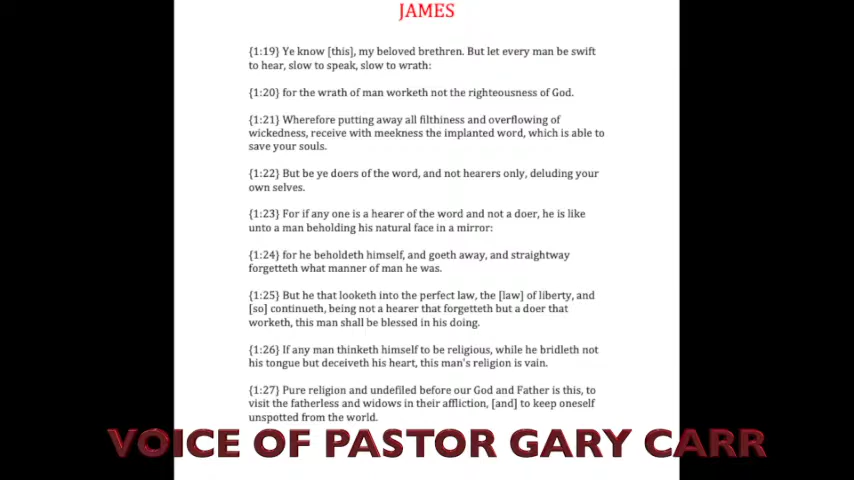 JAMES
{1:19} Ye know [this], my beloved brethren. But let every man be swift
to hear, slow to speak, slow to wrath:
{1:20} for the wrath of man worketh not the righteousness of God.
{1:21} Wherefore putting away all filthiness and overflowing of
wickedness, receive with meekness the implanted word, which is able to
save your souls.
{1:22} But be ye doers of the word, and not hearers only, deluding your
own selves.
{1:23} For if any one is a hearer of the word and not a doer, he is like
unto a man beholding his natural face in a mirror:
{1:24} for he beholdeth himself, and goeth away, and straightway
forgetteth what manner of man he was.
{1:25} But he that looketh into the perfect law, the [law] of liberty, and
[so] continueth, being not a hearer that forgetteth but a doer that
worketh, this man shall be blessed in his doing.
{1:26} If any man thinketh himself to be religious, while he bridleth not
his tongue but deceiveth his heart, this man's religion is vain.
{1:27} Pure religion and undefiled before our God and Father is this, to
visit the fatherless and widows in their affliction, [and] to keep oneself
unspotted from the world.
VOICE OF PASTOR GARY CARR